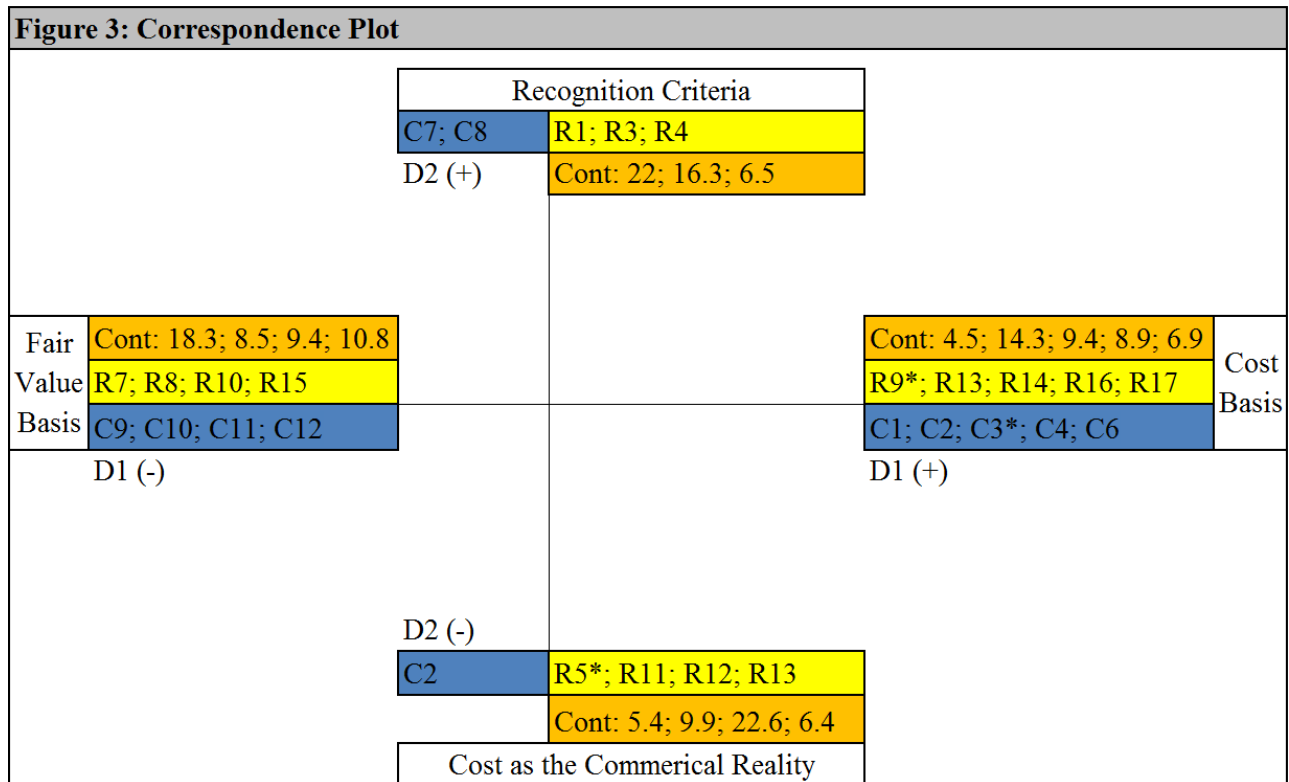 Figure 3: Correspondence Plot
Recognition Criteria
C7; C8
R1; R3; R4
D2 (+)
Cont: 22; 16.3; 6.5
Fair
Value
Basis
Cont: 18.3; 8.5; 9.4; 10.8
R7; R8; R10; R15
C9; C10; C11; C12
D1 (-)
Cont: 4.5; 14.3; 9.4; 8.9; 6.9
R9*; R13; R14; R16; R17
C1; C2; C3*; C4; C6
Cost
Basis
D1 (+)
D2 (-)
C2
R5*; R11; R12; R13
Cont: 5.4; 9.9; 22.6; 6.4
Cost as the Commerical Reality